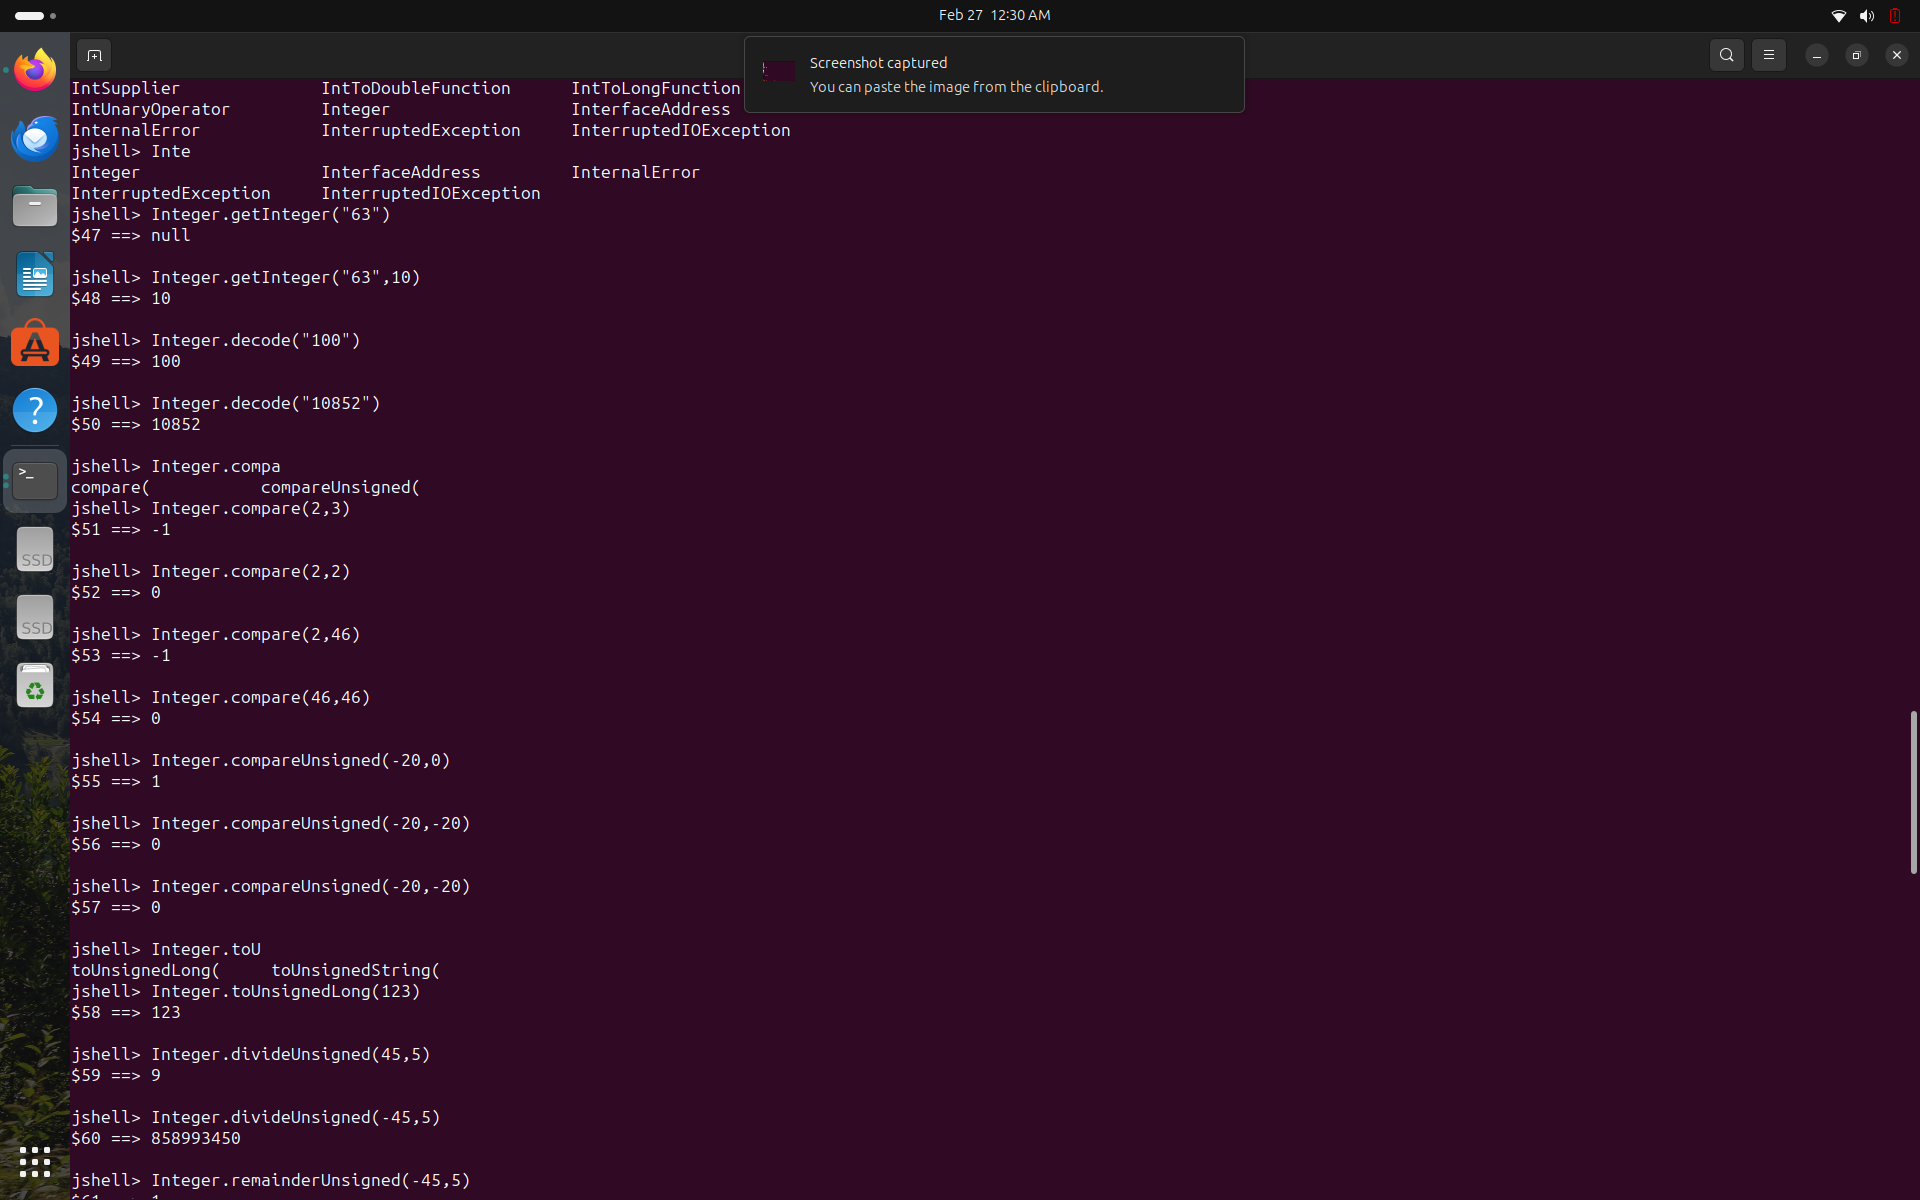 Feb 27  12:30 AM
Screenshot captured
You can paste the image from the clipboard.
IntSupplier              IntToDoubleFunction      IntToLongFunction
IntUnaryOperator         Integer                  InterfaceAddress
InternalError            InterruptedException     InterruptedIOException
jshell> Inte
Integer                  InterfaceAddress         InternalError
InterruptedException     InterruptedIOException
jshell> Integer.getInteger("63")
$47 ==> null
jshell> Integer.getInteger("63",10)
$48 ==> 10
jshell> Integer.decode("100")
$49 ==> 100
jshell> Integer.decode("10852")
$50 ==> 10852
jshell> Integer.compa
compare(           compareUnsigned(
jshell> Integer.compare(2,3)
$51 ==> -1
jshell> Integer.compare(2,2)
$52 ==> 0
jshell> Integer.compare(2,46)
$53 ==> -1
jshell> Integer.compare(46,46)
$54 ==> 0
jshell> Integer.compareUnsigned(-20,0)
$55 ==> 1
jshell> Integer.compareUnsigned(-20,-20)
$56 ==> 0
jshell> Integer.compareUnsigned(-20,-20)
$57 ==> 0
jshell> Integer.toU
toUnsignedLong(     toUnsignedString(
jshell> Integer.toUnsignedLong(123)
$58 ==> 123
jshell> Integer.divideUnsigned(45,5)
$59 ==> 9
jshell> Integer.divideUnsigned(-45,5)
$60 ==> 858993450
jshell> Integer.remainderUnsigned(-45,5)
SSD
SSD